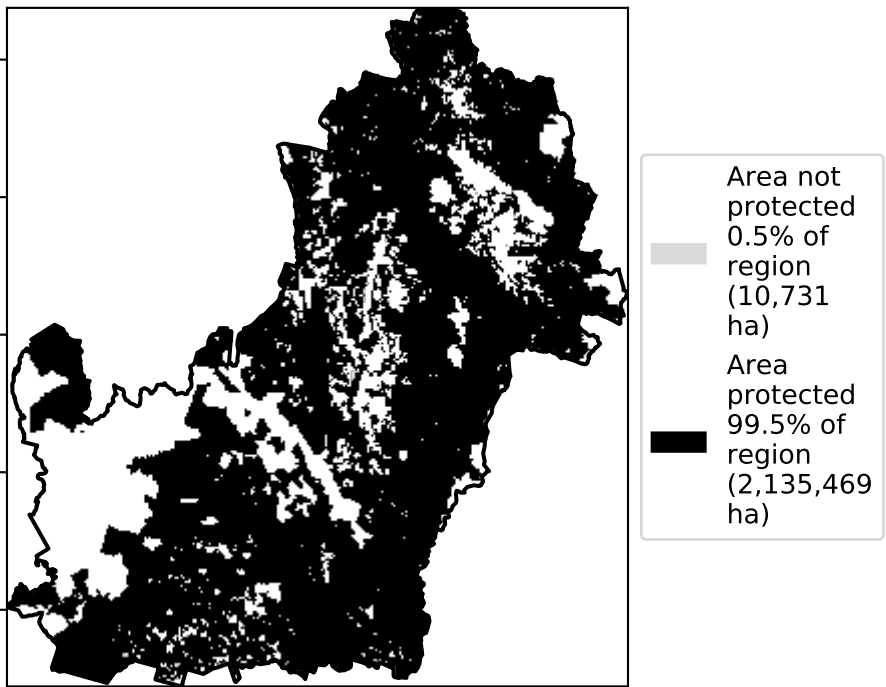 Area not
protected
0.5% of
region
(10,731
ha)
Area
protected
99.5% of
region
(2,135,469
ha)